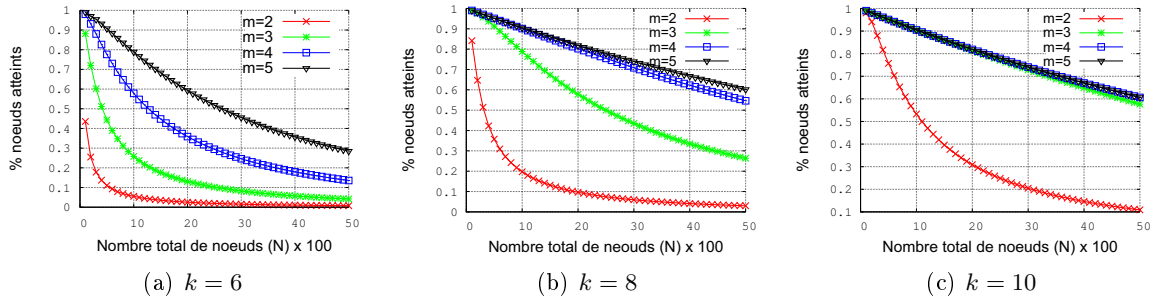 % noeuds atteints
1
0.9
0.8
0.7
0.6
0.5
0.4
0.3
0.2
0.1
0
0 10 20 30 40 50
m=2
m=3
m=4
m=5
Nombre total de noeuds (N) x 100
(a) k = 6
% noeuds atteints
1
0.9
0.8
0.7
0.6
0.5
0.4
0.3
0.2
0.1
0
0 10 20 30 40 50
m=2
m=3
m=4
m=5
Nombre total de neouds (N) x 100
(b) k = 8
% noeuds atteints
1
0.9
0.8
0.7
0.6
0.5
0.4
0.3
0.2
0.1
0 10 20 30 40 50
m=2
m=3
m=4
m=5
Nombre total de noeuds (N) x 100
(c) k = 10